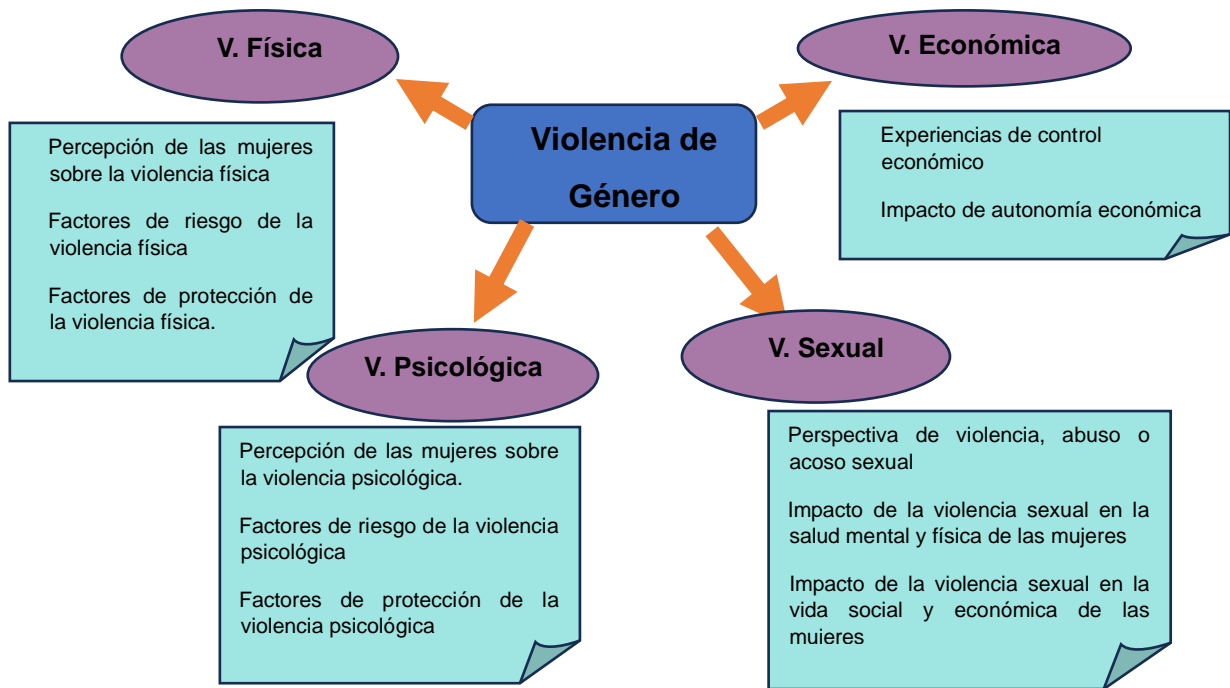 V. Física
V. Económica
Violencia de
Género
Percepción de las mujeres
sobre la violencia física
Factores de riesgo de la
violencia física
Factores de protección de
la violencia física.
Experiencias de control
económico
Impacto de autonomía económica
V. Psicológica
V. Sexual
Percepción de las mujeres sobre
la violencia psicológica.
Factores de riesgo de la violencia
psicológica
Factores de protección de la
violencia psicológica
Perspectiva de violencia, abuso o
acoso sexual
Impacto de la violencia sexual en la
salud mental y física de las mujeres
Impacto de la violencia sexual en la
vida social y económica de las
mujeres